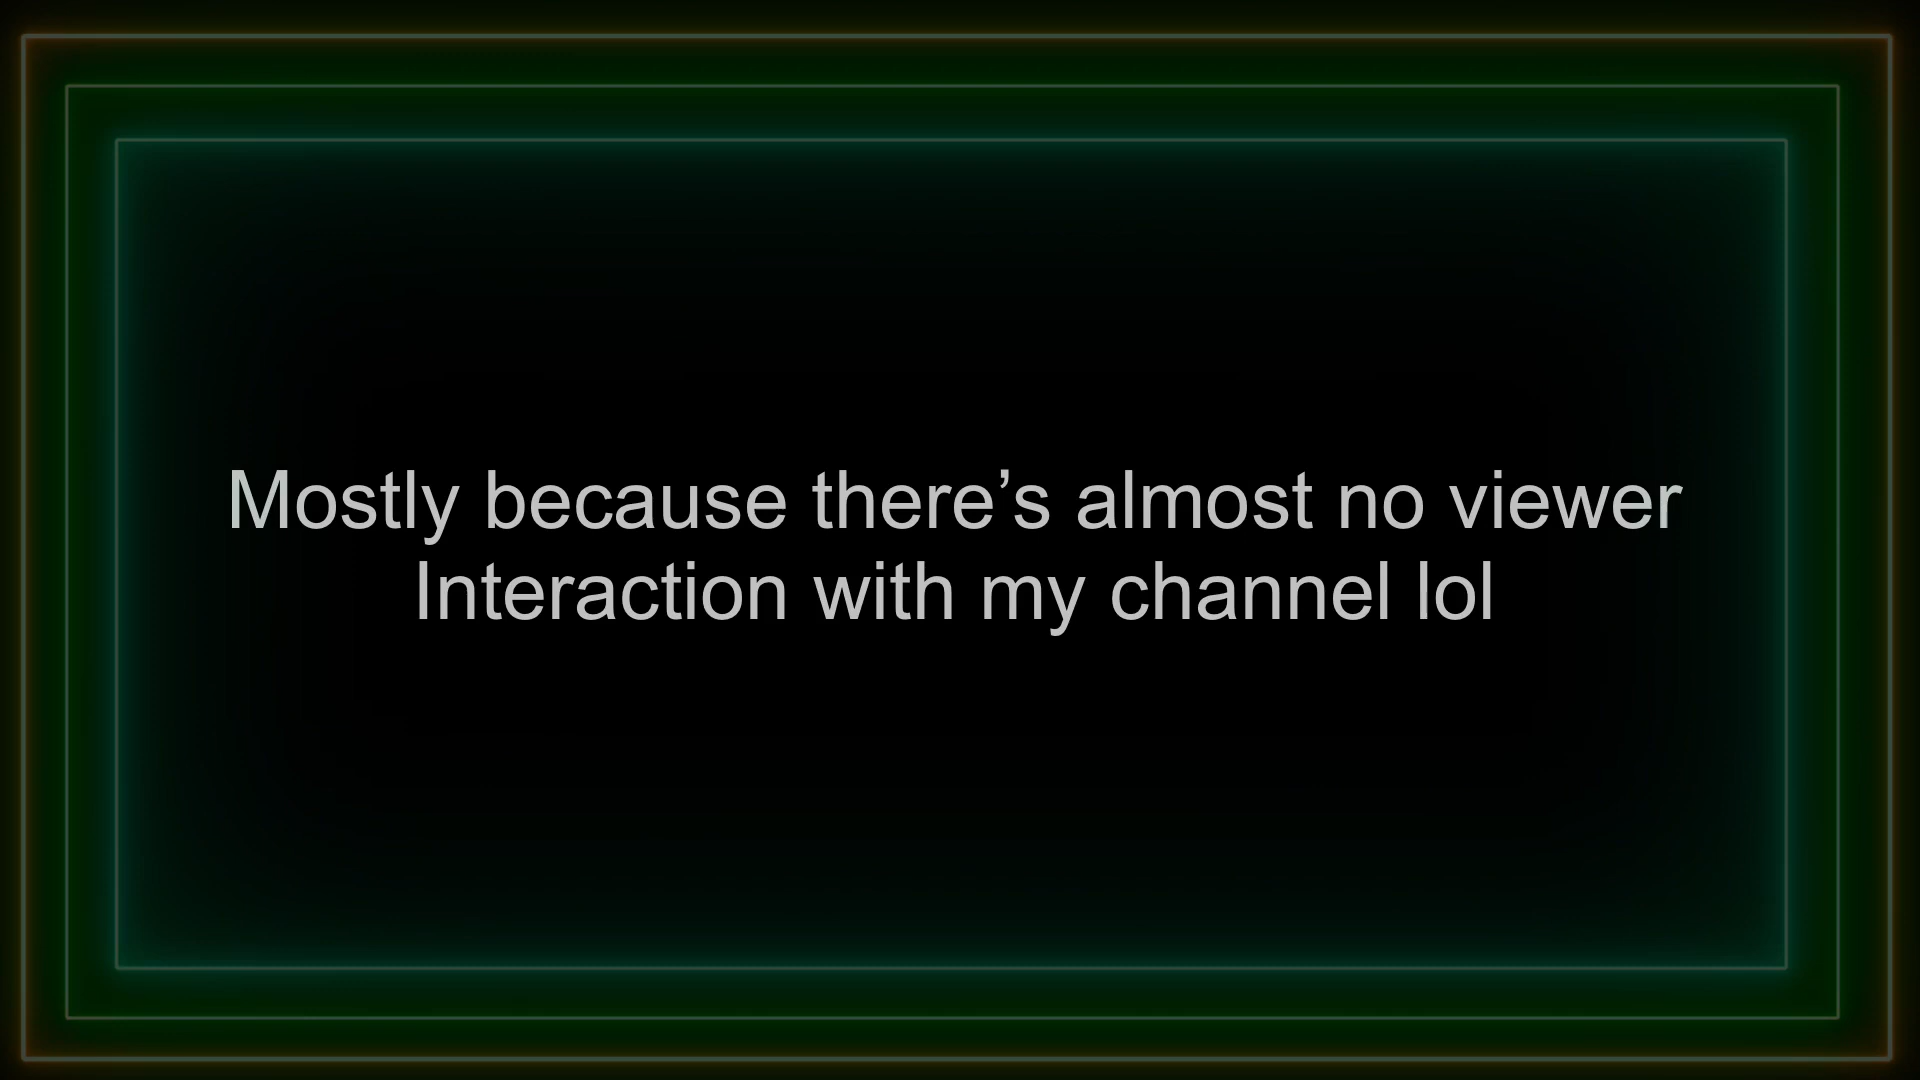 Mostly because there’s almost no viewer
Interaction with my channel lol